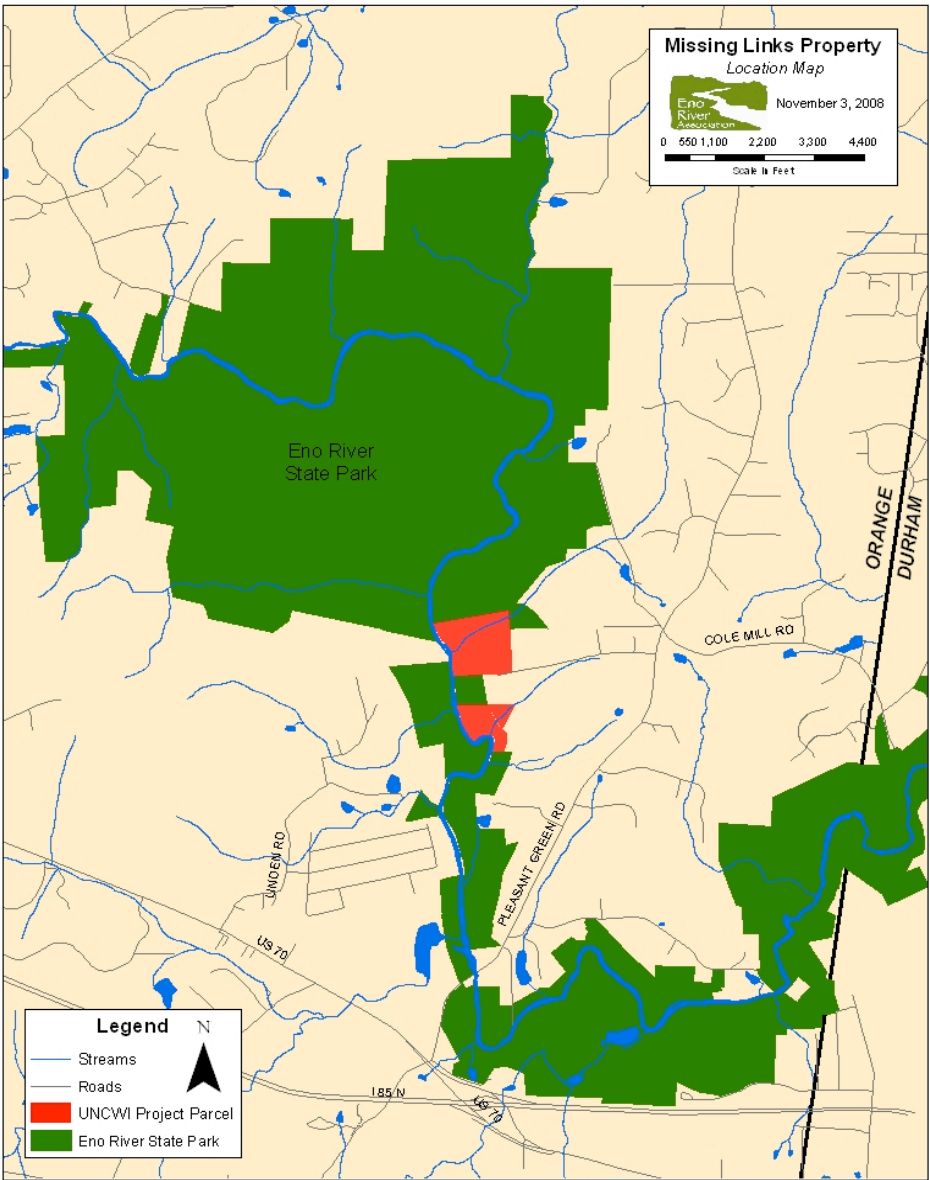 Missing Links Property
Location Map
Eno
River
Association
November 3, 2008
0 550 1,100 2,200 3,300 4,400
Scale in Feet
Eno River
State Park
ORANGE
DURHAM
COLE MILL RD
UNDEN RD
PLEASANT GREEN RD
US 70
I 85 N
US 70
Legend
N
Streams
Roads
UNCWI Project Parcel
Eno River State Park